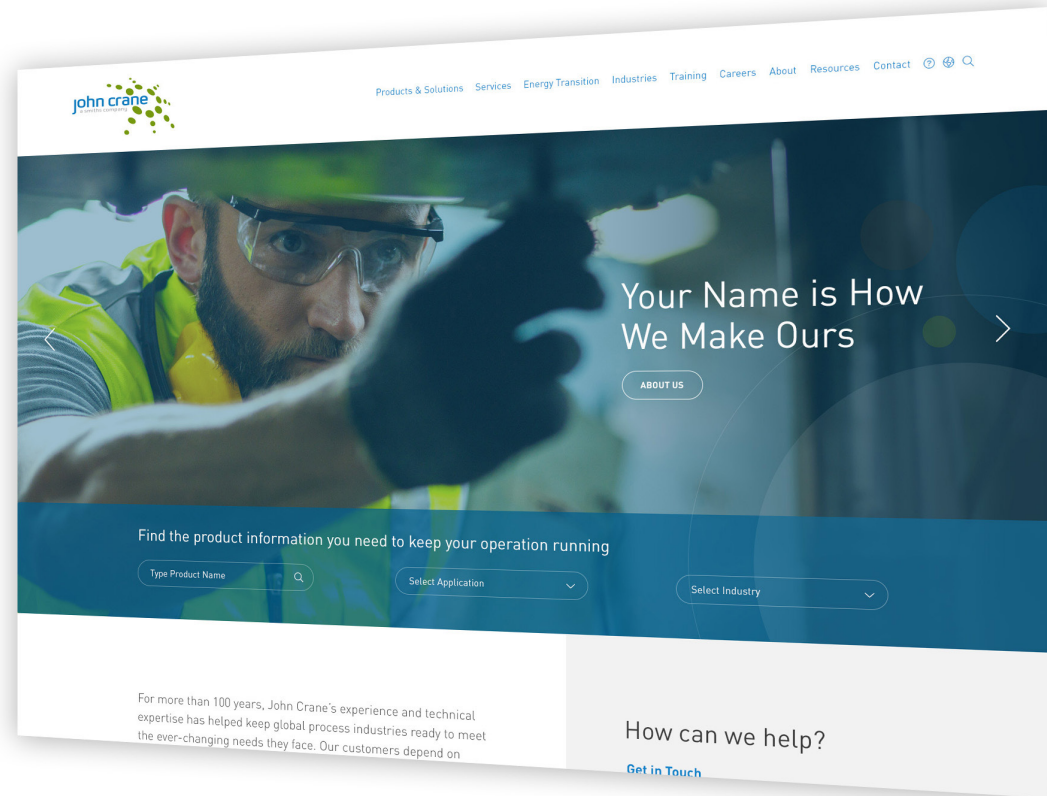 john crane
a smiths company
Products & Solutions Services Energy Transition Industries Training Careers About Resources Contact
Your Name is How
We Make Ours
ABOUT US
Find the product information you need to keep your operation running
Type Product Name
Select Application
Select Industry
For more than 100 years, John Crane's experience and technical
expertise has helped keep global process industries ready to meet
the ever-changing needs they face. Our customers depend on
How can we help?
Get in Touch